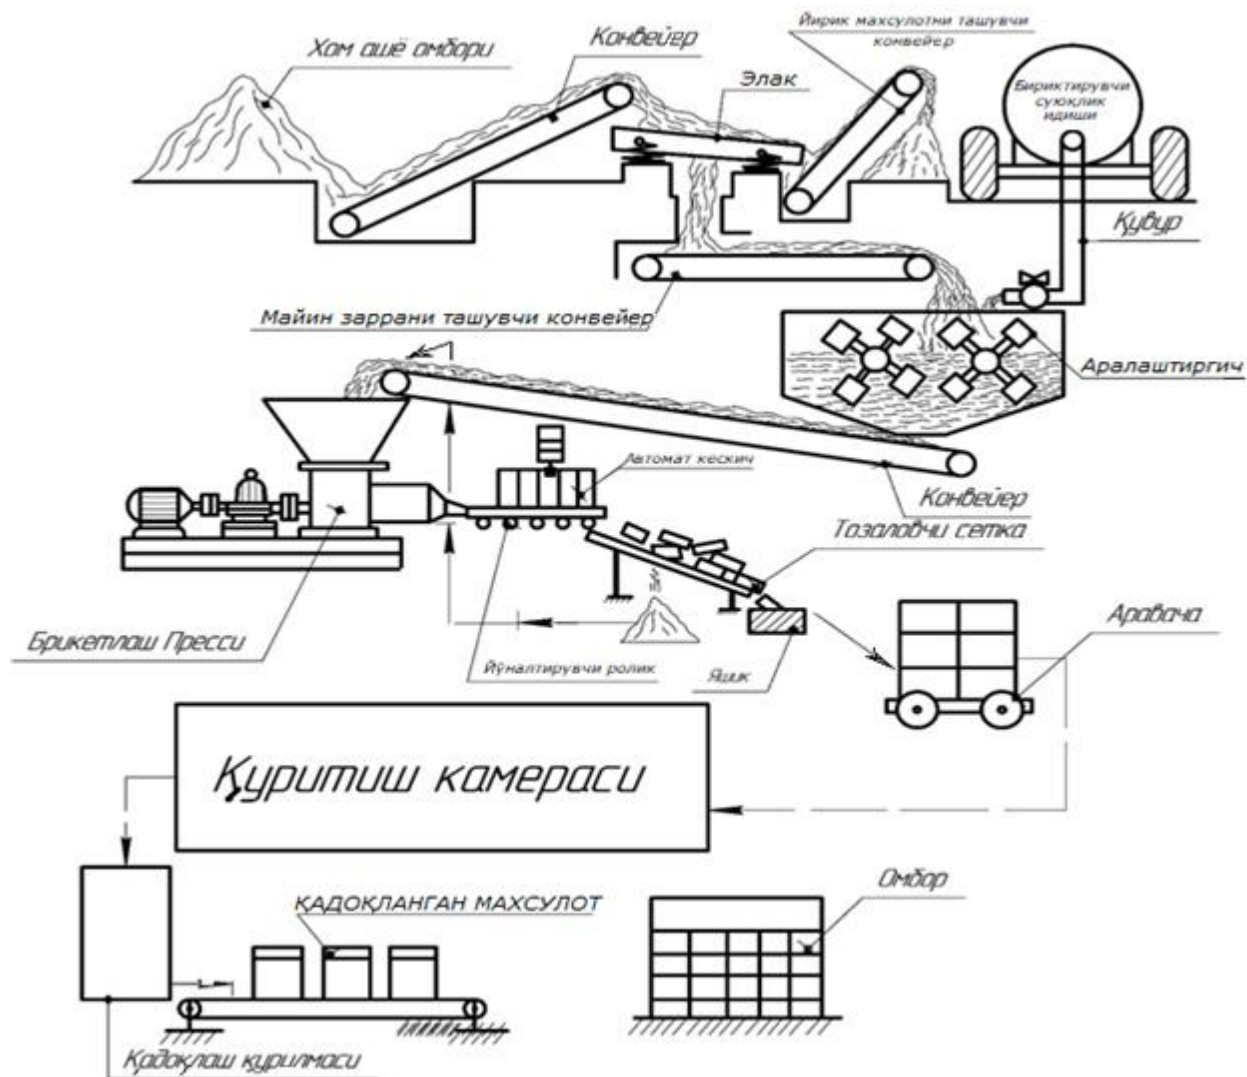 Хом ашё омбори
Конвейер
Йирик махсулотни ташувчи
конвейер
Элак
Бириктирувчи
суюқлик
идиши
Қувур
Майин заррани ташувчи конвейер
Аралаштиргич
Автомат кескич
Конвейер
Тозаловчи сетка
Аравача
Брикетлаш Пресси
Йўналтирувчи ролик
Яшик
Қуритиш камераси
ҚАДОҚЛАНГАН МАХСУЛОТ
Омбор
Қадоқлаш қурилмаси